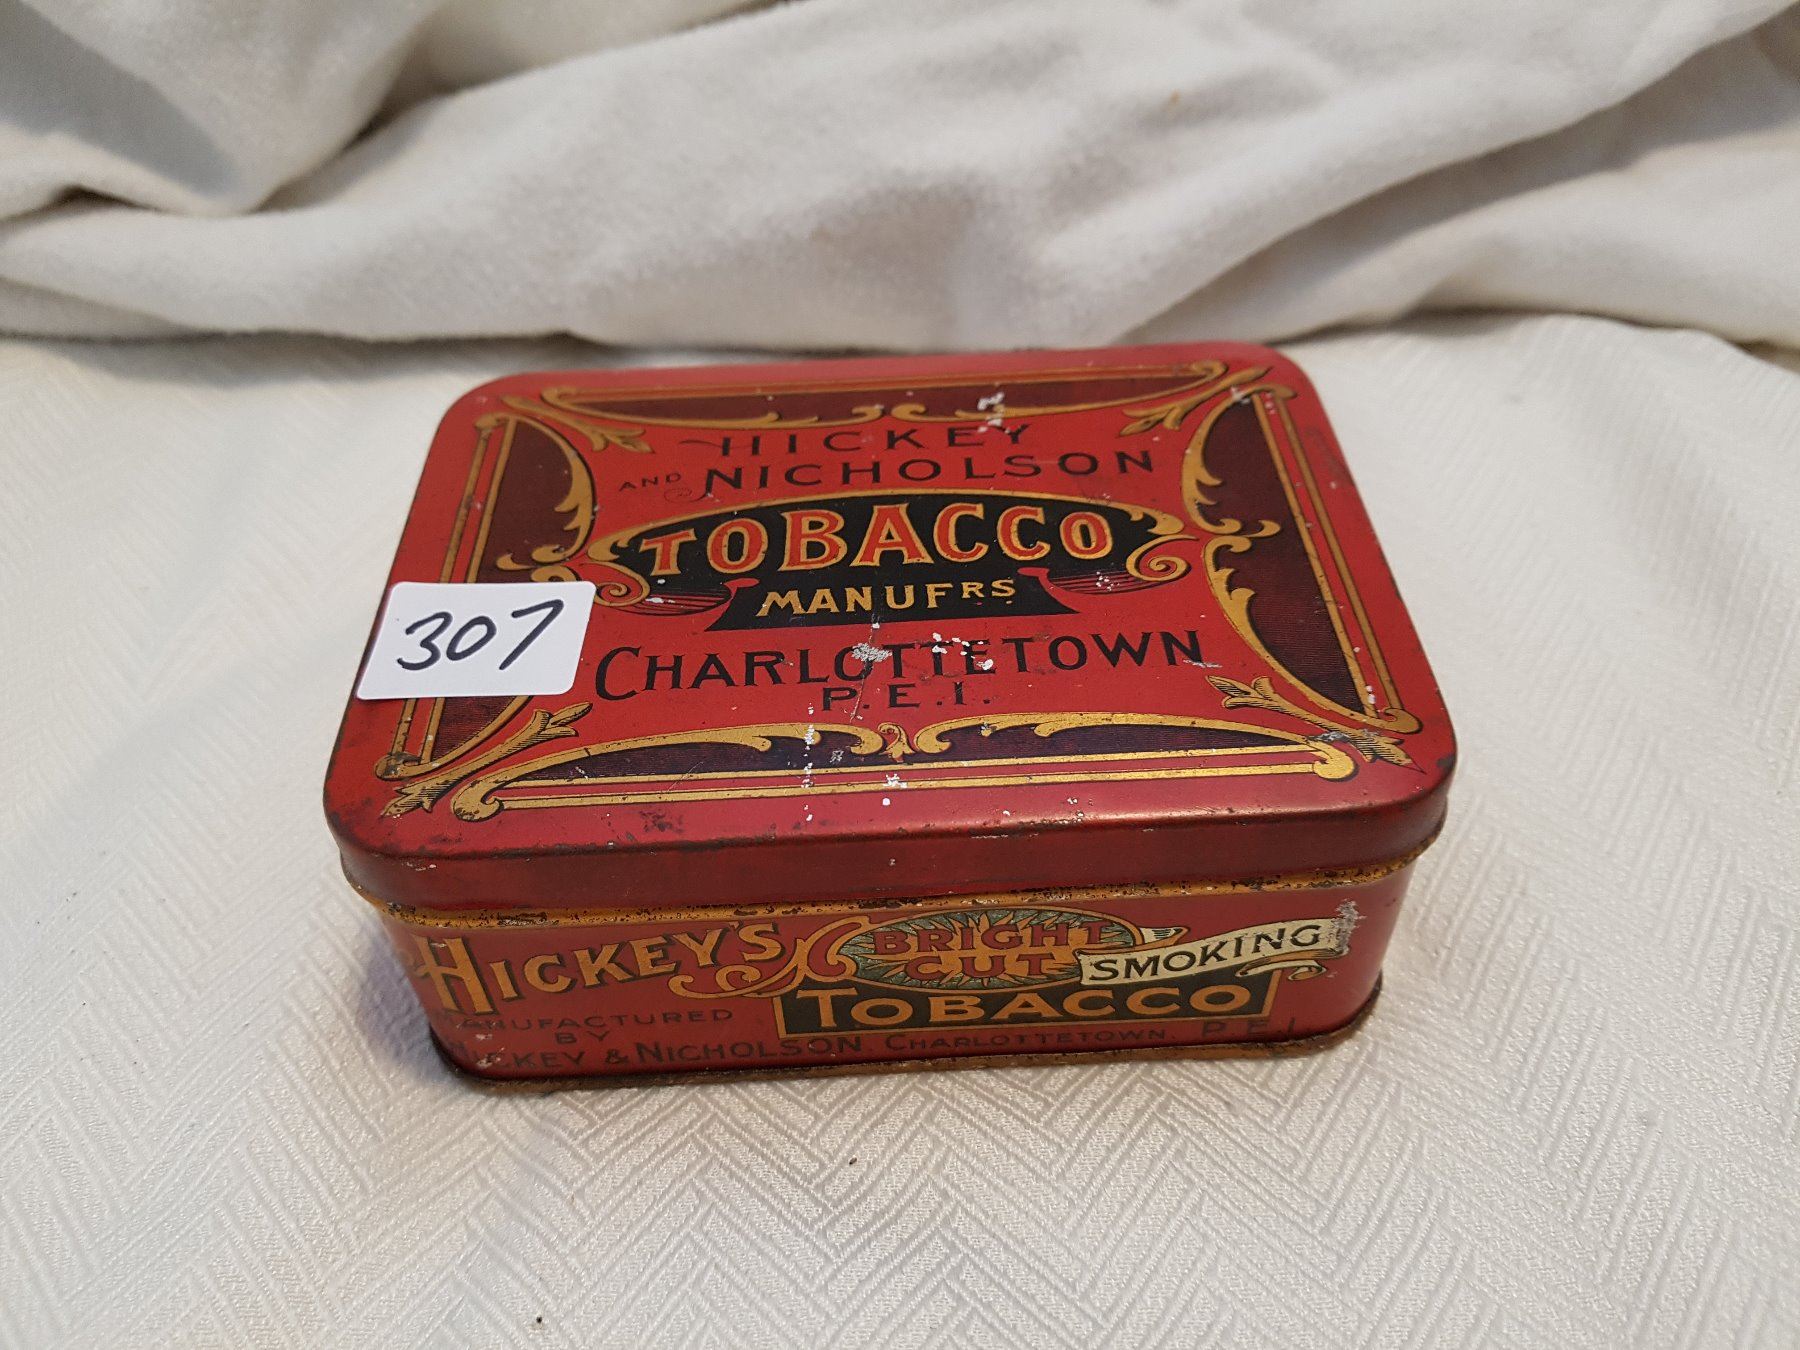 HICKEY
AND NICHOLSON
TOBACCO
MANUFRS
307
CHARLOTTETOWN
P.E.I.
HICKEY'S
BRIGHT
CUT
SMOKING
TOBACCO
MANUFACTURED
BY
HICKEY & NICHOLSON. CHARLOTTETOWN. P.E.I.